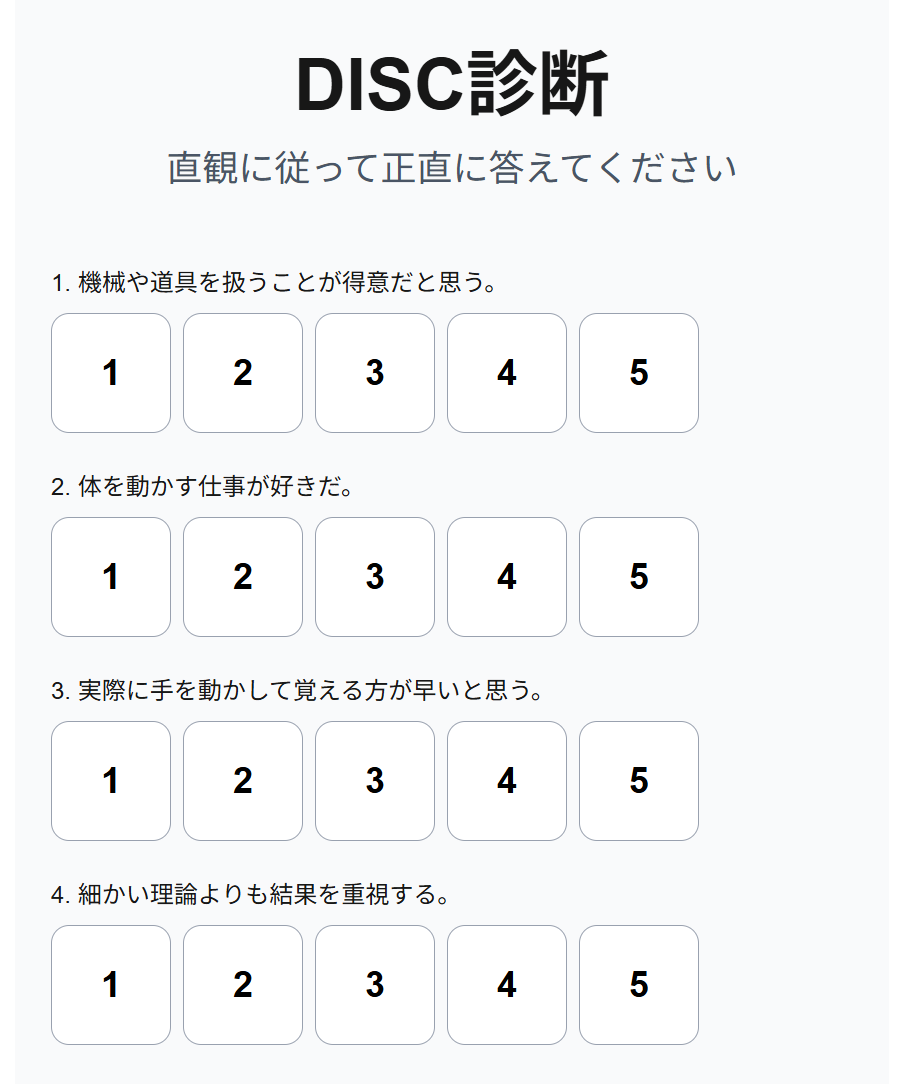 DISC診断
直観に従って正直に答えてください
1. 機械や道具を扱うことが得意だと思う。
1 2 3 4 5
2. 体を動かす仕事が好きだ。
1 2 3 4 5
3. 実際に手を動かして覚える方が早いと思う。
1 2 3 4 5
4. 細かい理論よりも結果を重視する。
1 2 3 4 5